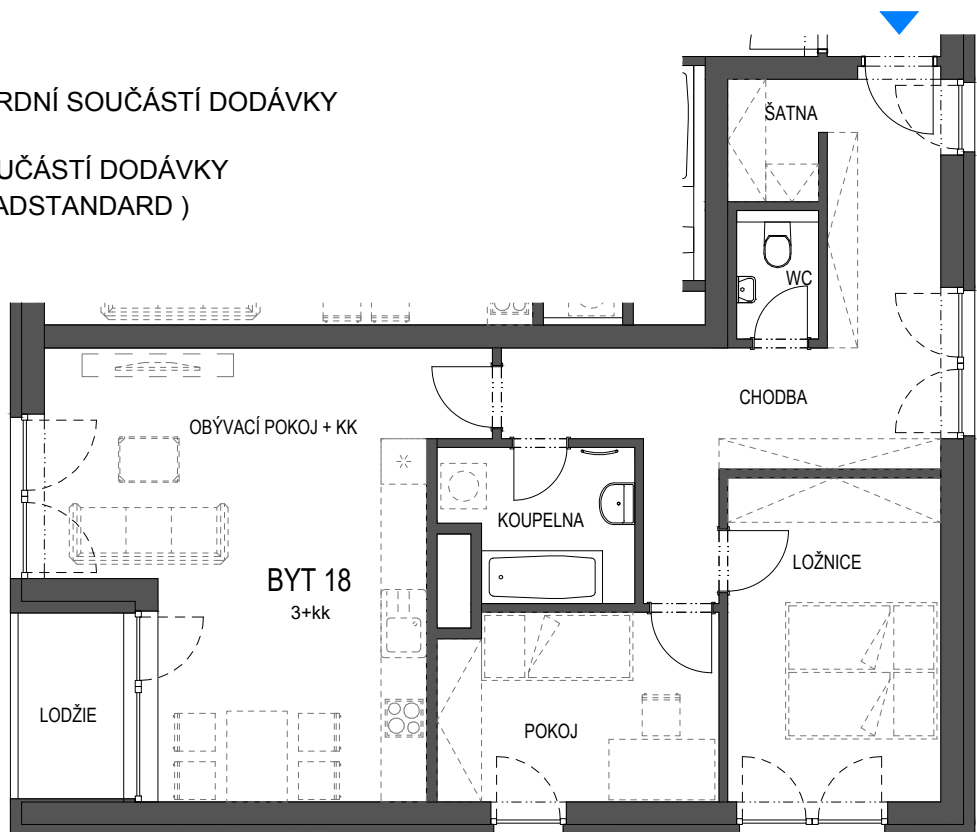 RDNÍ SOUČÁSTÍ DODÁVKY
UČÁSTÍ DODÁVKY
ADSTANDARD )
ŠATNA
WC
CHODBA
OBÝVACÍ POKOJ + KK
KOUPELNA
LOŽNICE
BYT 18
3+kk
LODŽIE
POKOJ